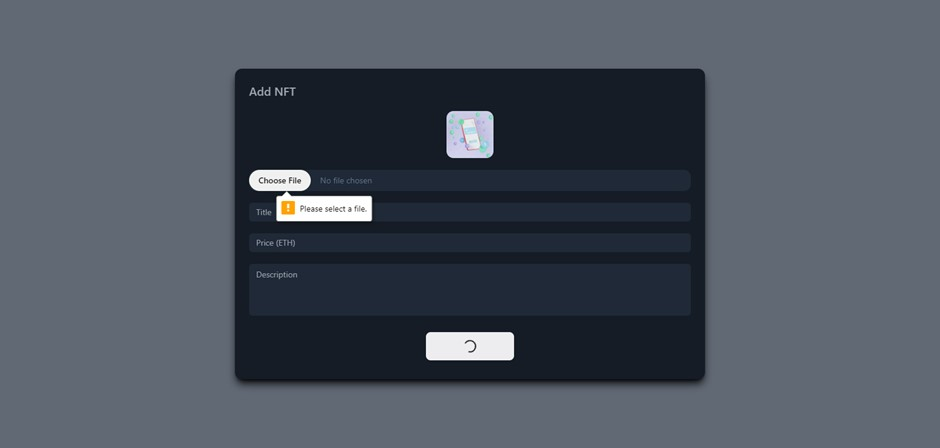 Add NFT
Choose File No file chosen
Please select a file.
Title
Price (ETH)
Description